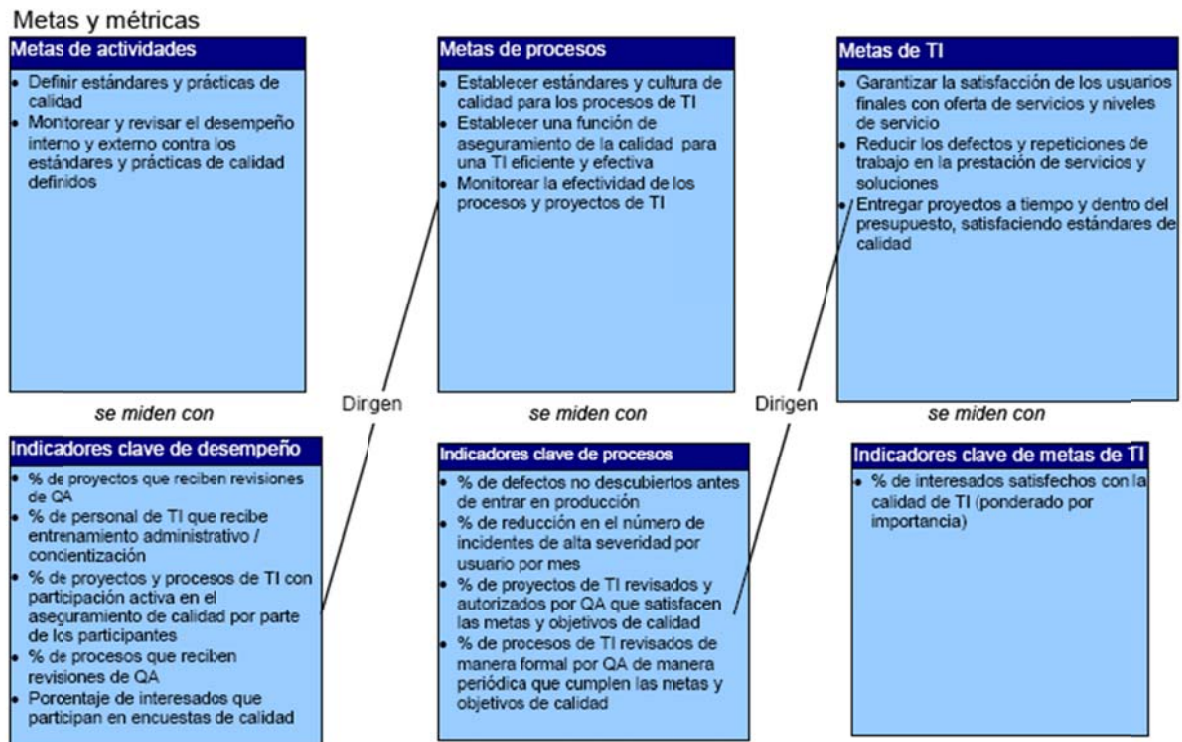 Metas y métricas
Metas de actividades
• Definir estándares y prácticas de
calidad
• Monitorear y revisar el desempeño
interno y externo contra los
estándares y prácticas de calidad
definidos
Metas de procesos
• Establecer estándares y cultura de
calidad para los procesos de TI
• Establecer una función de
aseguramiento de la calidad para
una TI eficiente y efectiva
• Monitorear la efectividad de los
procesos y proyectos de TI
Metas de TI
• Garantizar la satisfacción de los usuarios
finales con oferta de servicios y niveles
de servicio
• Reducir los defectos y repeticiones de
trabajo en la prestación de servicios y
soluciones
• Entregar proyectos a tiempo y dentro del
presupuesto, satisfaciendo estándares de
calidad
se miden con
Dirgen
se miden con
Dirigen
se miden con
Indicadores clave de desempeño
• % de proyectos que reciben revisiones
de QA
• % de personal de TI que recibe
entrenamiento administrativo /
concientización
• % de proyectos y procesos de TI con
participación activa en el
aseguramiento de calidad por parte
de los participantes
• % de procesos que reciben
revisiones de QA
• Porcentaje de interesados que
participan en encuestas de calidad
Indicadores clave de procesos
• % de defectos no descubiertos antes
de entrar en producción
• % de reducción en el número de
incidentes de alta severidad por
usuario por mes
• % de proyectos de TI revisados y
autorizados por QA que satisfacen
las metas y objetivos de calidad
• % de procesos de TI revisados de
manera formal por QA de manera
periódica que cumplen las metas y
objetivos de calidad
Indicadores clave de metas de TI
• % de interesados satisfechos con la
calidad de TI (ponderado por
importancia)